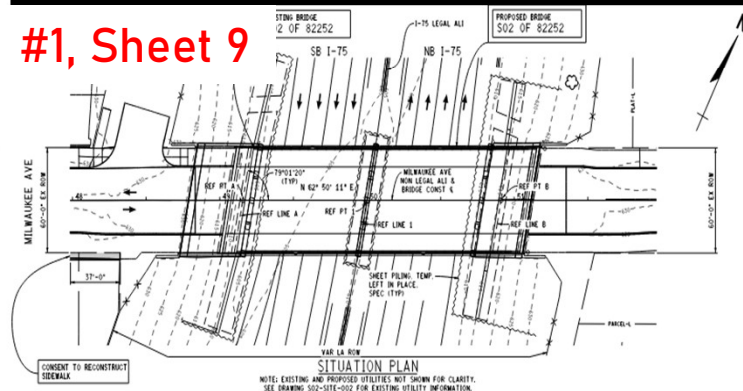 #1, Sheet 9
STING BRIDGE
02 OF 82252
SB I-75
I-75 LEGAL ALI
NB I-75
PROPOSED BRIDGE
S02 OF 82252
PLAT-L
MILWAUKEE AVE
60'-0" EX ROW
79°01'20"
(TYP)
N 62° 50' 11" E
MILWAUKEE AVE
NON LEGAL ALI &
BRIDGE CONST ℄
REF PT A
REF PT 1
REF PT B
48
REF LINE A
REF LINE 1
REF LINE B
60'-0" EX ROW
37'-0"
SHEET PILING, TEMP,
LEFT IN PLACE,
SPEC (TYP)
PARCEL-L
VAR LA ROW
CONSENT TO RECONSTRUCT
SIDEWALK
SITUATION PLAN
NOTE: EXISTING AND PROPOSED UTILITIES NOT SHOWN FOR CLARITY.
SEE DRAWING S02-SITE-002 FOR EXISTING UTILITY INFORMATION.